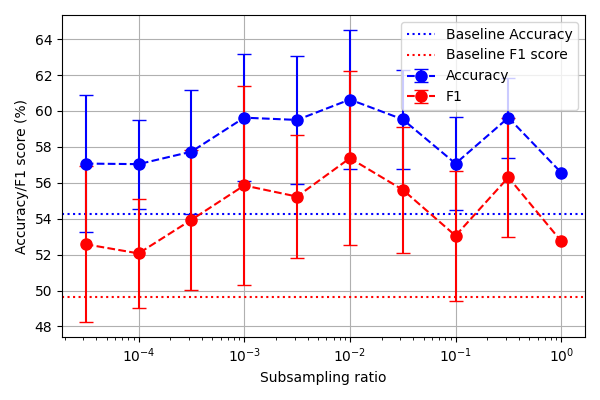 Baseline Accuracy
Baseline F1 score
Accuracy
F1
Accuracy/F1 score (%)
64
62
60
58
56
54
52
50
48
10⁻⁴
10⁻³
10⁻²
10⁻¹
10⁰
Subsampling ratio